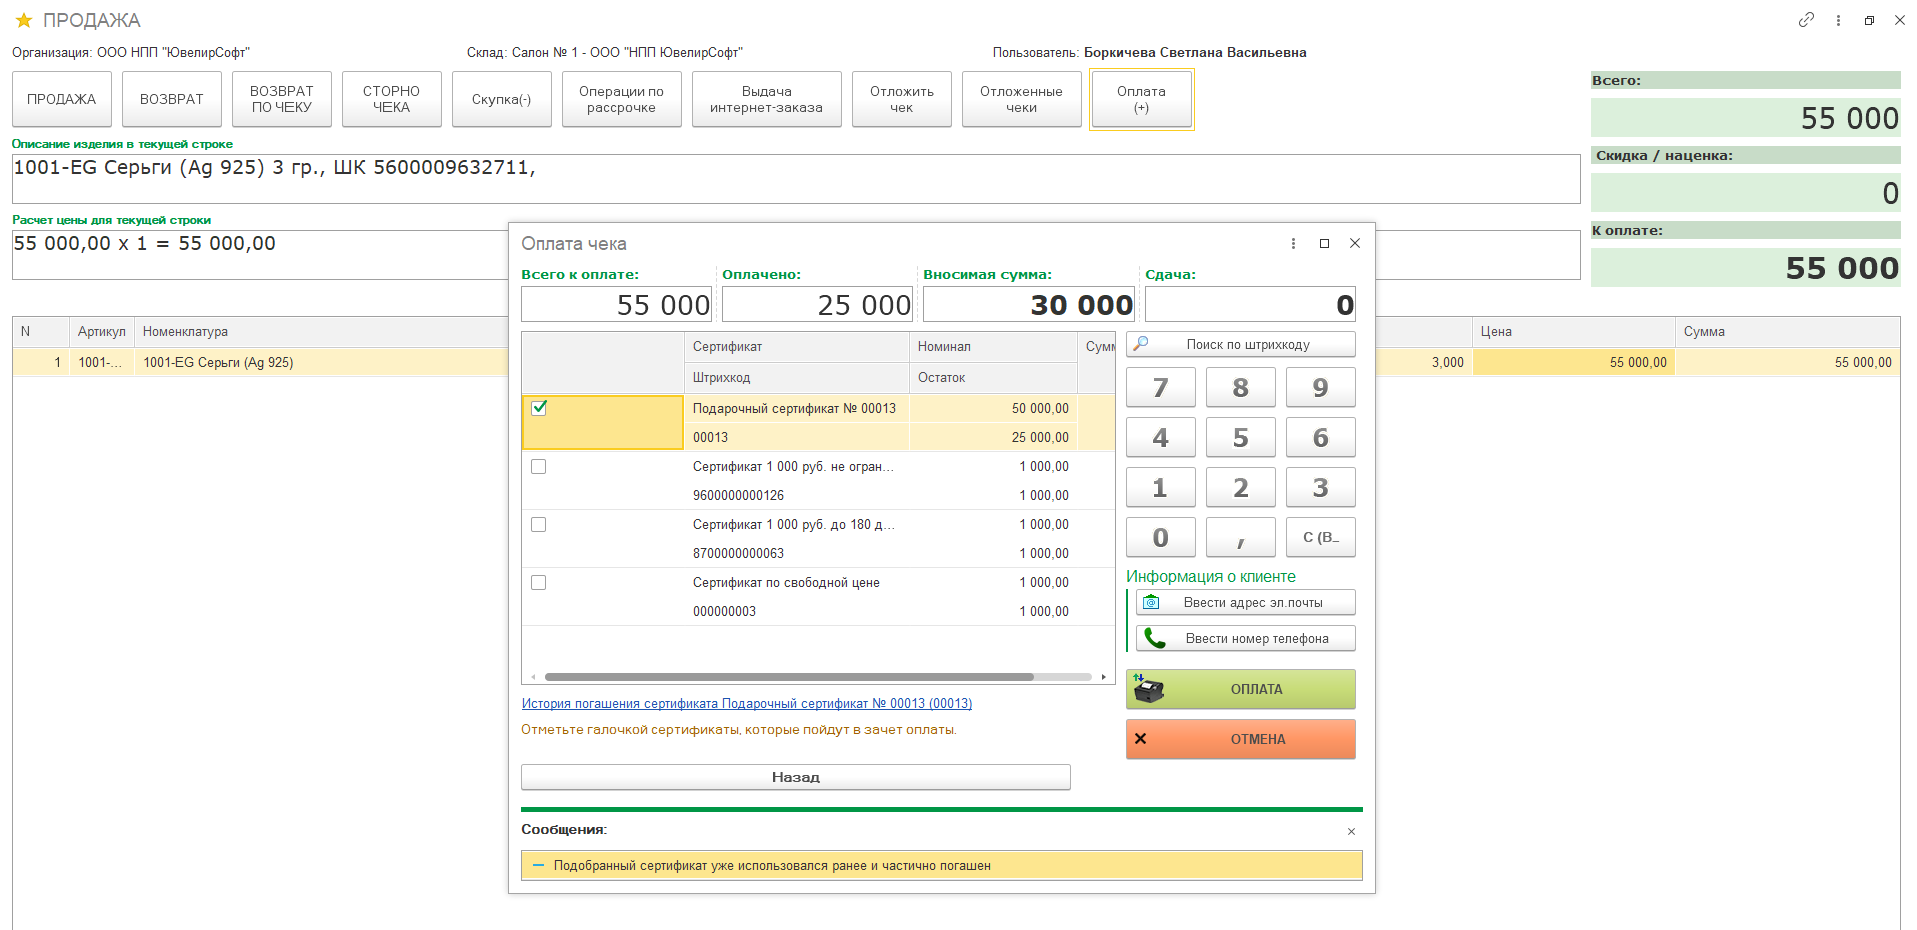 ПРОДАЖА
Организация: ООО НПП "ЮвелирСофт"
Склад: Салон № 1 - ООО "НПП ЮвелирСофт"
Пользователь: Боркичева Светлана Васильевна
ПРОДАЖА
ВОЗВРАТ
ВОЗВРАТ
ПО ЧЕКУ
СТОРНО
ЧЕКА
Скупка(-)
Операции по
рассрочке
Выдача
интернет-заказа
Отложить
чек
Отложенные
чеки
Оплата
(+)
Всего:
55 000
Скидка / наценка:
0
К оплате:
55 000
Описание изделия в текущей строке
1001-EG Серьги (Ag 925) 3 гр., ШК 5600009632711,
Расчет цены для текущей строки
55 000,00 x 1 = 55 000,00
N Артикул Номенклатура Цена Сумма
1 1001-... 1001-EG Серьги (Ag 925) 3,000 55 000,00 55 000,00
Оплата чека
Всего к оплате: Оплачено: Вносимая сумма: Сдача:
55 000 25 000 30 000 0
Сертификат Номинал Сумм
Штрихкод Остаток
Подарочный сертификат № 00013 50 000,00
00013 25 000,00
Сертификат 1 000 руб. не огран... 1 000,00
9600000000126 1 000,00
Сертификат 1 000 руб. до 180 д... 1 000,00
8700000000063 1 000,00
Сертификат по свободной цене 1 000,00
000000003 1 000,00
История погашения сертификата Подарочный сертификат № 00013 (00013)
Отметьте галочкой сертификаты, которые пойдут в зачет оплаты.
Назад
Поиск по штрихкоду
7 8 9
4 5 6
1 2 3
0 , C (В...
Информация о клиенте
Ввести адрес эл.почты
Ввести номер телефона
ОПЛАТА
ОТМЕНА
Сообщения:
Подобранный сертификат уже использовался ранее и частично погашен